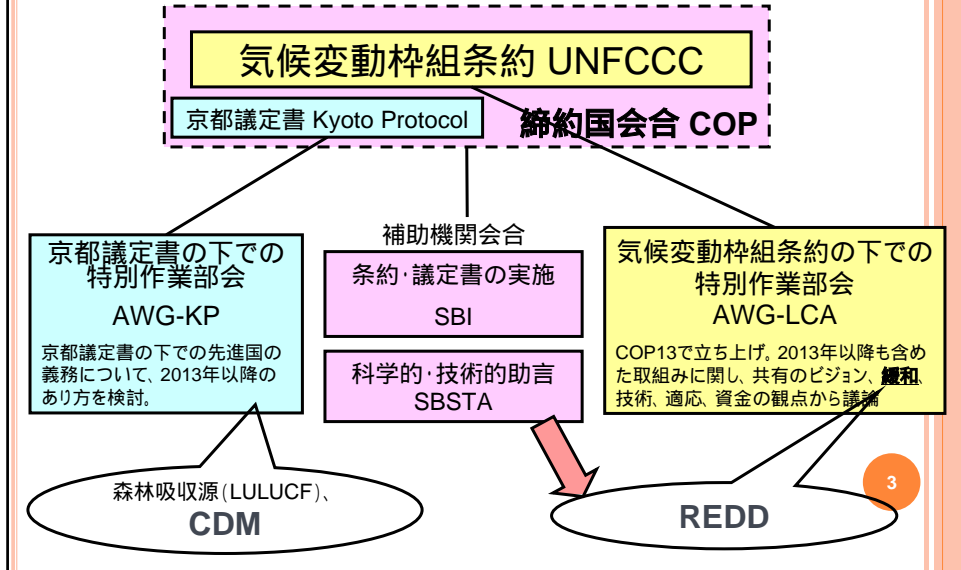 気候変動枠組条約 UNFCCC
京都議定書 Kyoto Protocol
締約国会合 COP
京都議定書の下での
特別作業部会
AWG-KP
京都議定書の下での先進国の
義務について、2013年以降の
あり方を検討。
補助機関会合
条約・議定書の実施
SBI
科学的・技術的助言
SBSTA
気候変動枠組条約の下での
特別作業部会
AWG-LCA
COP13で立ち上げ。2013年以降も含め
た取組みに関し、共有のビジョン、緩和、
技術、適応、資金の観点から議論
森林吸収源(LULUCF)、
CDM
REDD
3